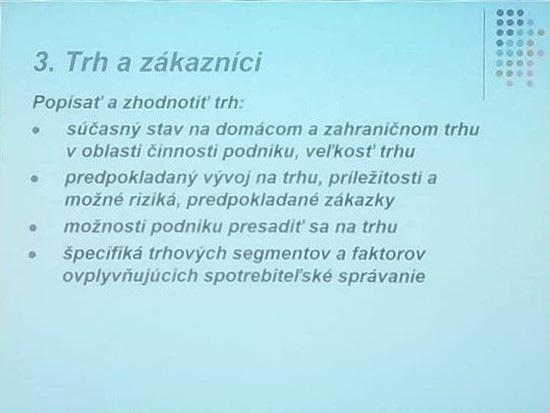 3. Trh a zákazníci
Popísať a zhodnotiť trh:
súčasný stav na domácom a zahraničnom trhu
v oblasti činnosti podniku, veľkosť trhu
predpokladaný vývoj na trhu, príležitosti a
možné riziká, predpokladané zákazky
možnosti podniku presadiť sa na trhu
špecifiká trhových segmentov a faktorov
ovplyvňujúcich spotrebiteľské správanie